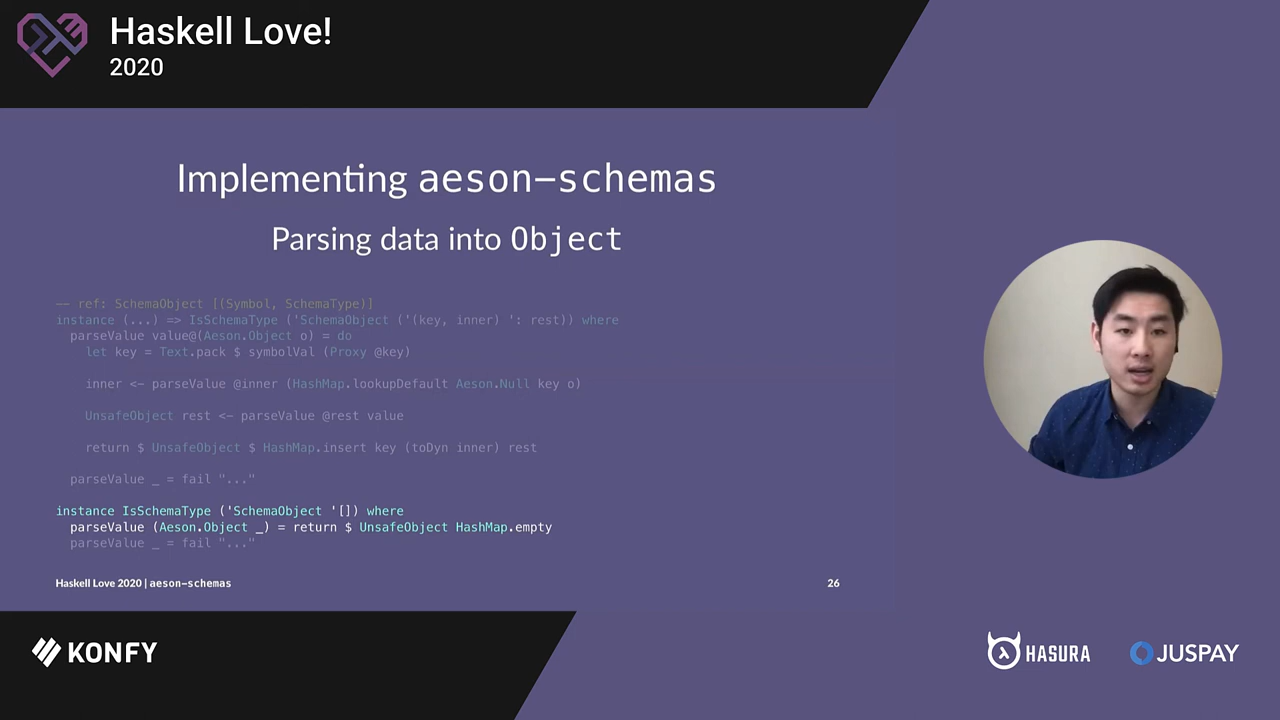 Haskell Love!
2020
Implementing aeson-schemas
Parsing data into Object
-- ref: SchemaObject [(Symbol, SchemaType)]
instance (...) => IsSchemaType ('SchemaObject ('(key, inner) ': rest)) where
  parseValue value@(Aeson.Object o) = do
    let key = Text.pack $ symbolVal (Proxy @key)
    inner <- parseValue @inner (HashMap.lookupDefault Aeson.Null key o)
    UnsafeObject rest <- parseValue @rest value
    return $ UnsafeObject $ HashMap.insert key (toDyn inner) rest
  parseValue _ = fail "..."
instance IsSchemaType ('SchemaObject '[]) where
  parseValue (Aeson.Object _) = return $ UnsafeObject HashMap.empty
  parseValue _ = fail "..."
Haskell Love 2020 | aeson-schemas
26
KONFY
HASURA
JUSPAY